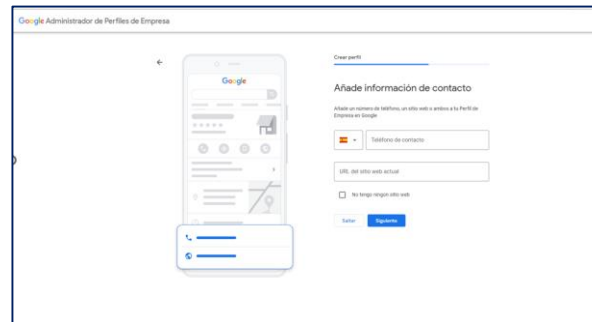 Google Administrador de Perfiles de Empresa
Google
Crear perfil
Añade información de contacto
Añade un número de teléfono, un sitio web o ambos a tu Perfil de
Empresa en Google
Teléfono de contacto
URL del sitio web actual
No tengo ningún sitio web
Saltar
Siguiente